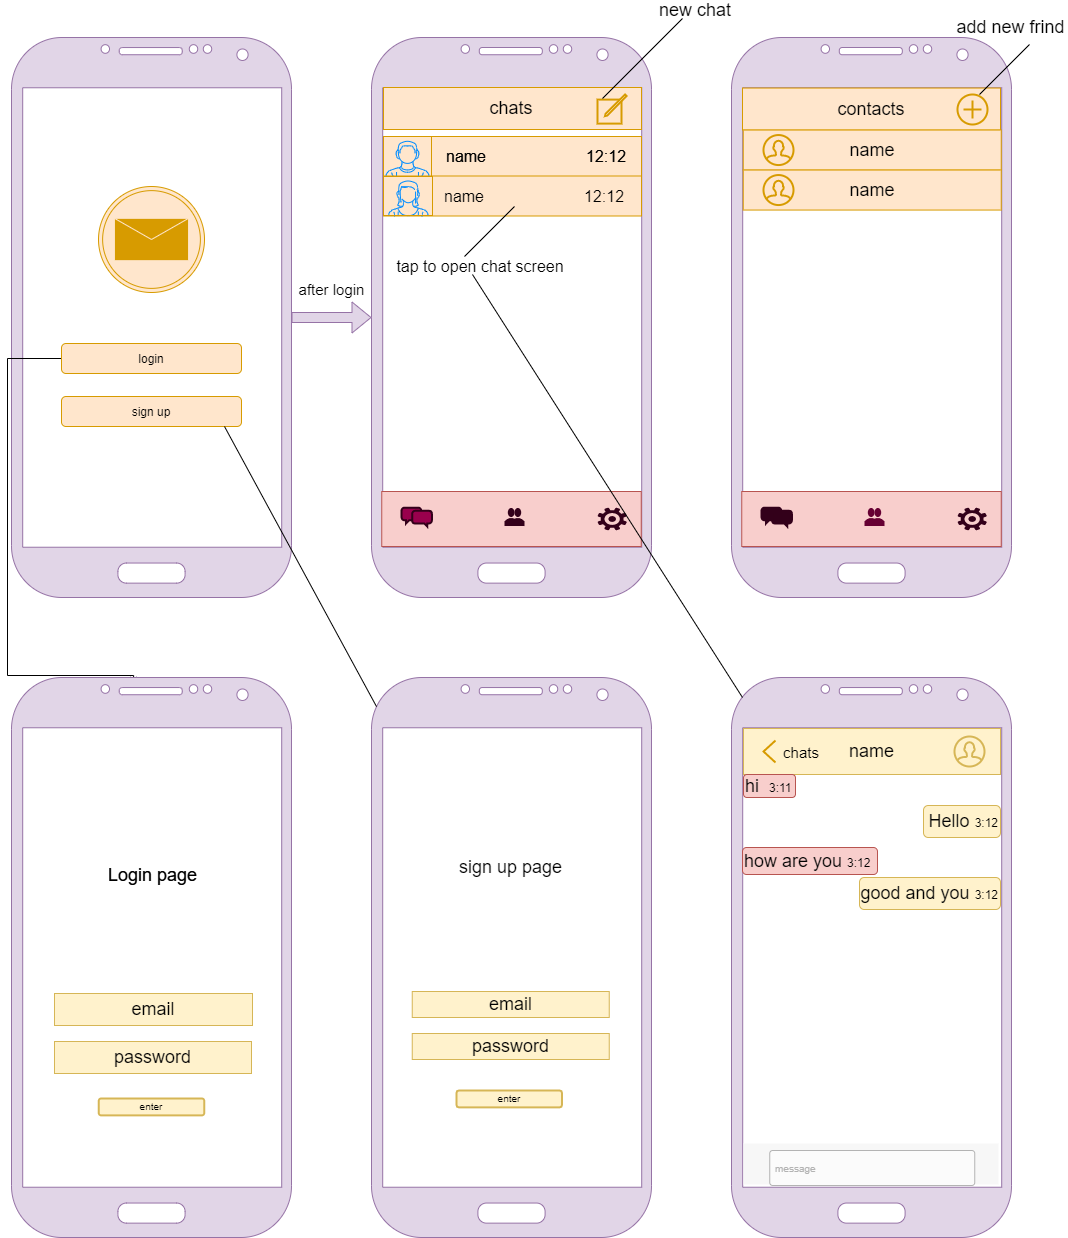 new chat
add new frind
chats
name 12:12
name 12:12
tap to open chat screen
contacts
name
name
after login
login
sign up
Login page
email
password
enter
sign up page
email
password
enter
chats name
hi 3:11
Hello 3:12
how are you 3:12
good and you 3:12
message